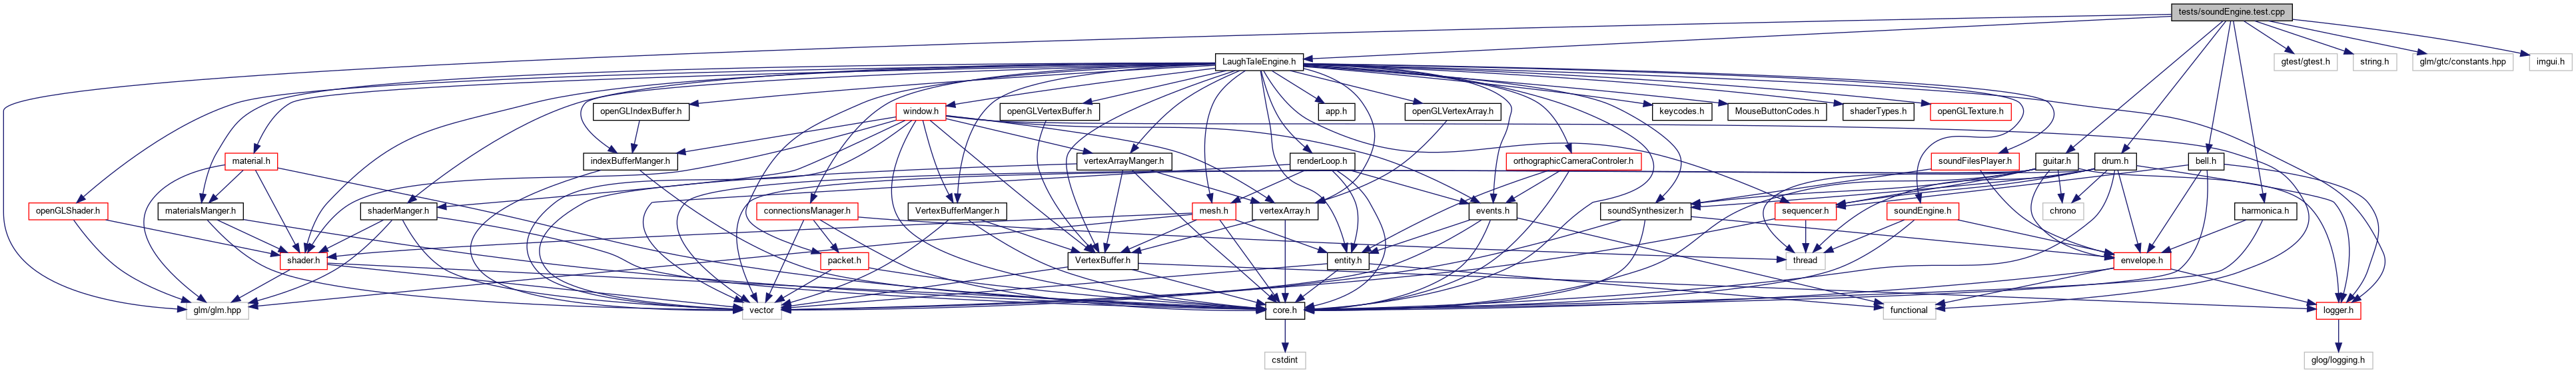 tests/soundEngine.test.cpp
LaughTaleEngine.h
gtest/gtest.h
string.h
glm/gtc/constants.hpp
imgui.h
openGLIndexBuffer.h
window.h
openGLVertexBuffer.h
app.h
openGLVertexArray.h
keycodes.h
MouseButtonCodes.h
shaderTypes.h
openGLTexture.h
material.h
indexBufferManger.h
vertexArrayManger.h
renderLoop.h
orthographicCameraControler.h
soundFilesPlayer.h
guitar.h
drum.h
bell.h
openGLShader.h
materialsManger.h
shaderManger.h
connectionsManager.h
VertexBufferManger.h
mesh.h
vertexArray.h
events.h
soundSynthesizer.h
sequencer.h
soundEngine.h
chrono
harmonica.h
shader.h
packet.h
VertexBuffer.h
entity.h
thread
envelope.h
glm/glm.hpp
vector
core.h
functional
logger.h
cstdint
glog/logging.h